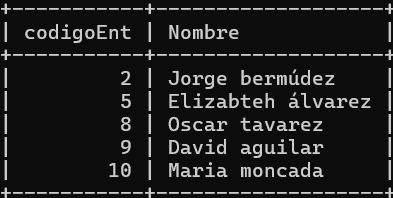 +-----------+-------------------+
| codigoEnt | Nombre            |
+-----------+-------------------+
|         2 | Jorge bermúdez    |
|         5 | Elizabteh álvarez |
|         8 | Oscar tavarez     |
|         9 | David aguilar     |
|        10 | Maria moncada     |
+-----------+-------------------+